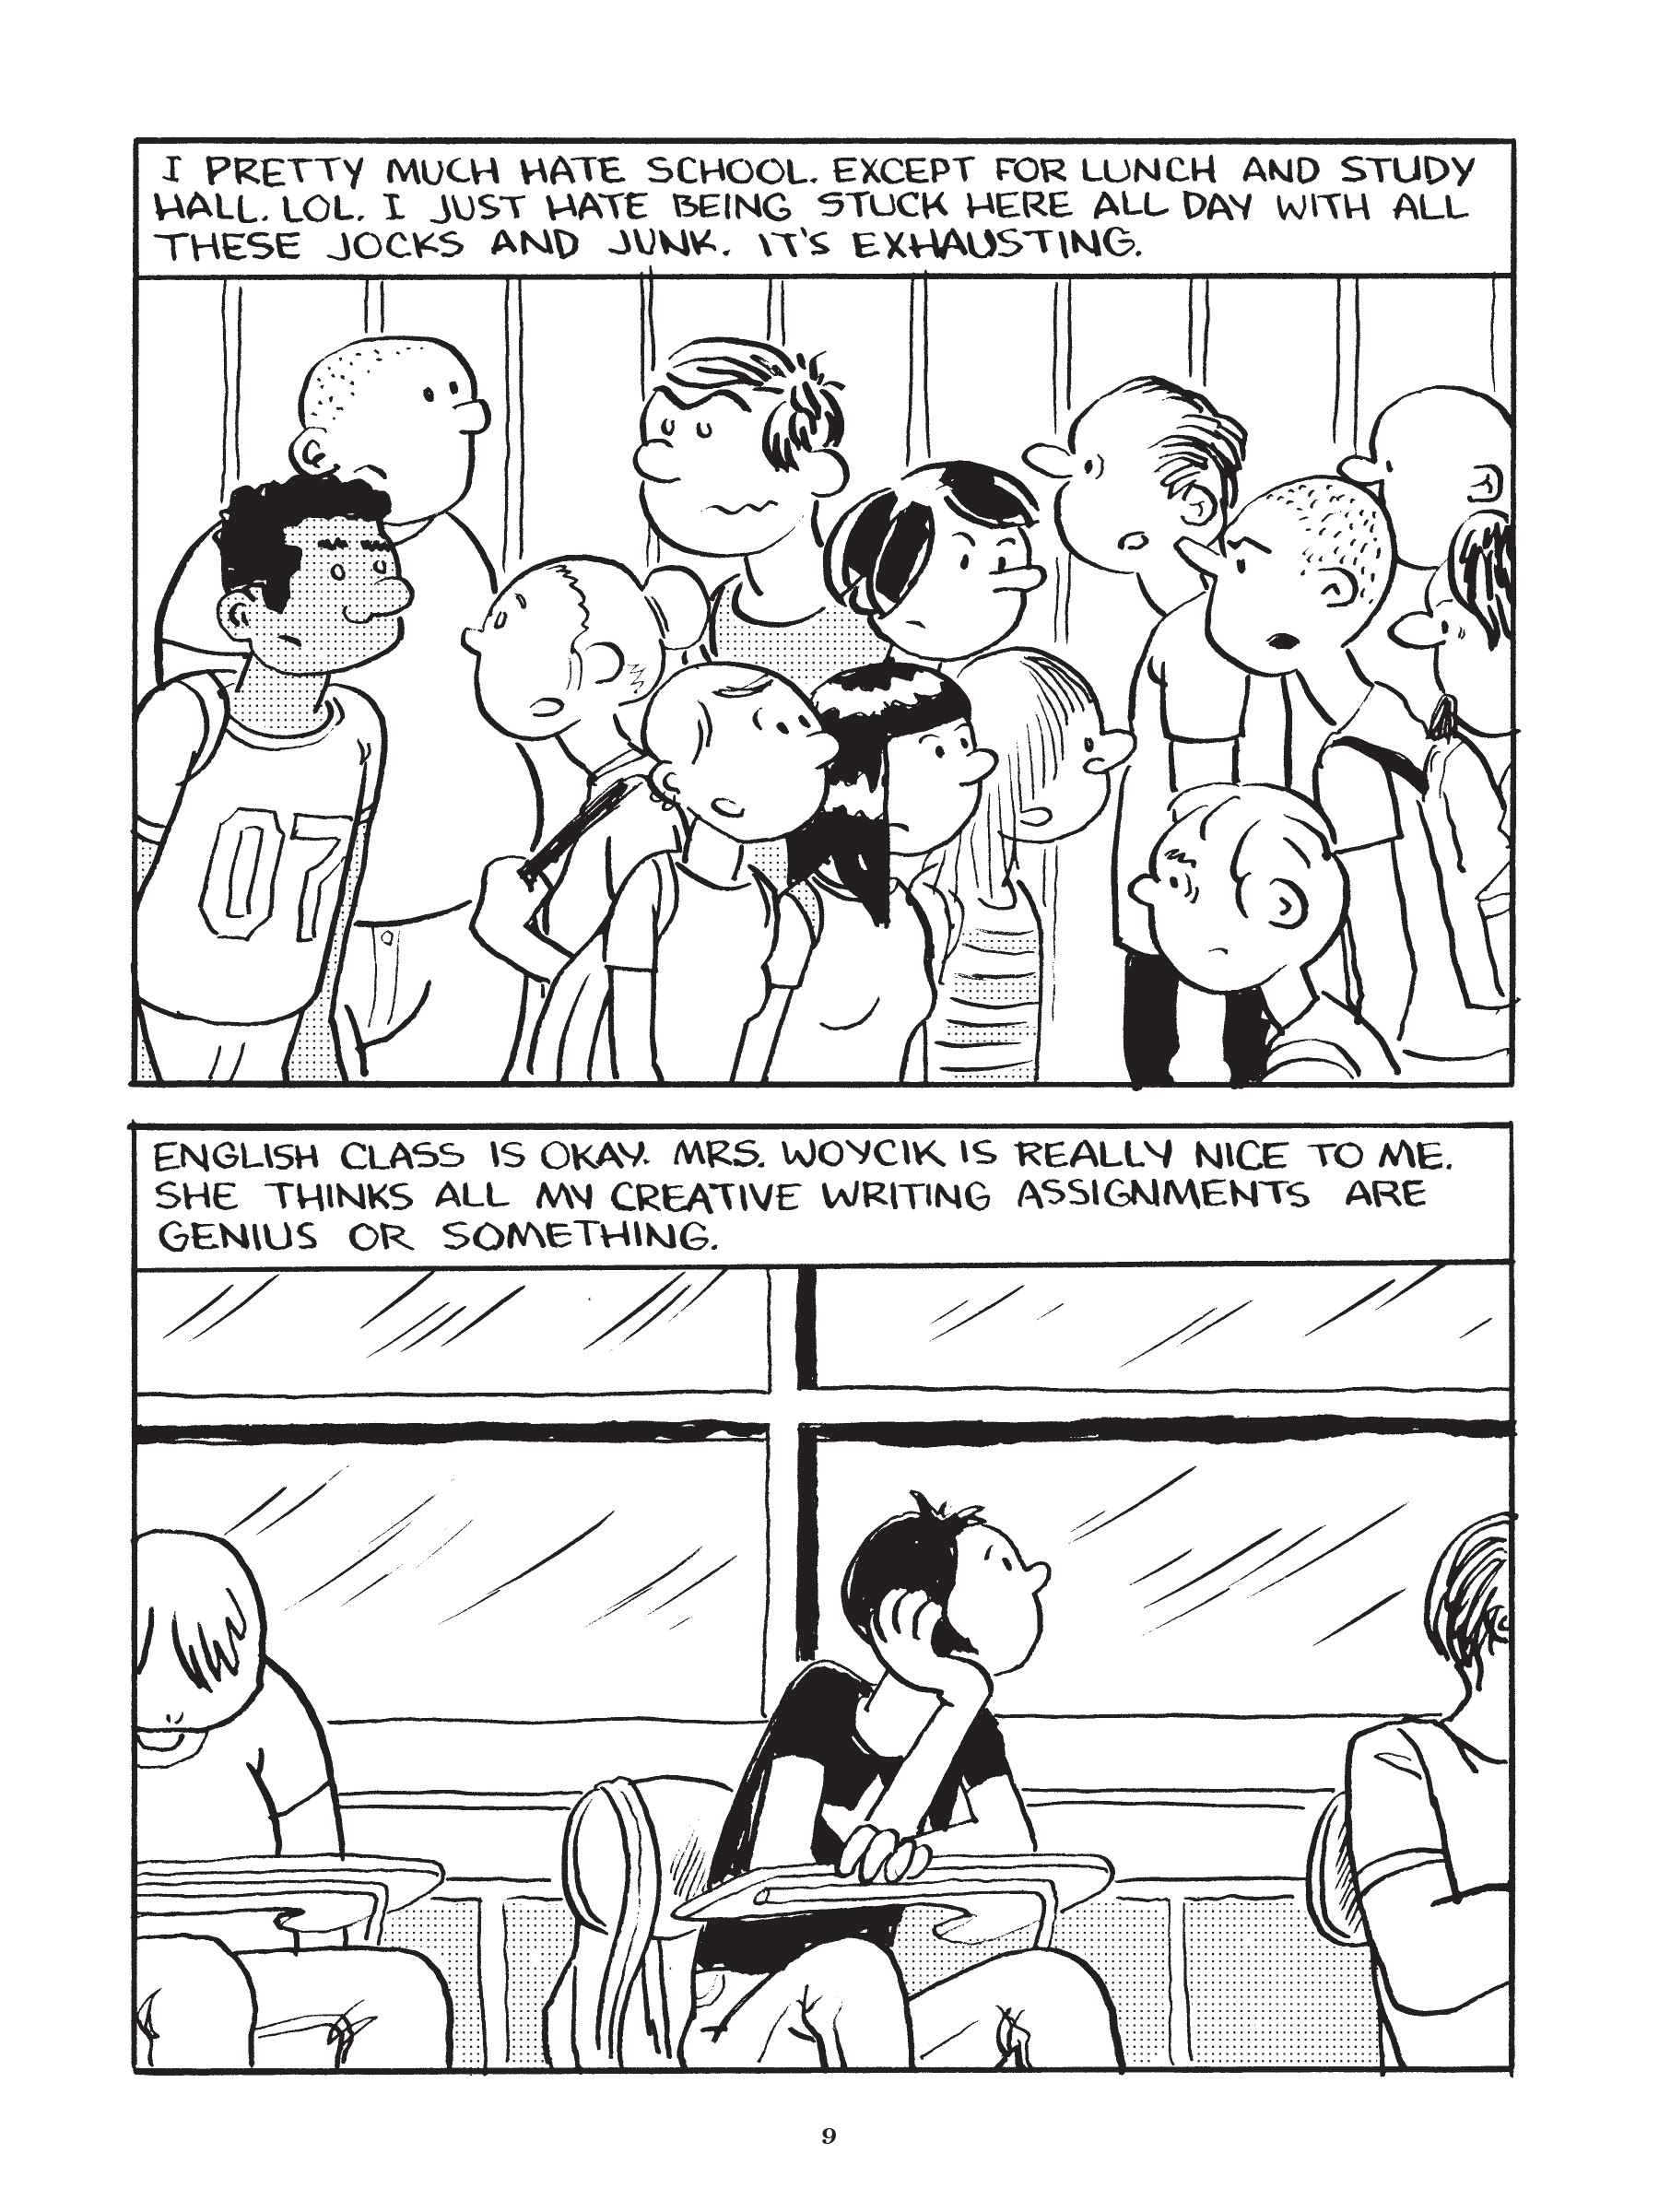 I PRETTY MUCH HATE SCHOOL. EXCEPT FOR LUNCH AND STUDY
HALL. LOL. I JUST HATE BEING STUCK HERE ALL DAY WITH ALL
THESE JOCKS AND JUNK. IT'S EXHAUSTING.
07
ENGLISH CLASS IS OKAY. MRS. WOYCIK IS REALLY NICE TO ME.
SHE THINKS ALL MY CREATIVE WRITING ASSIGNMENTS ARE
GENIUS OR SOMETHING.
9